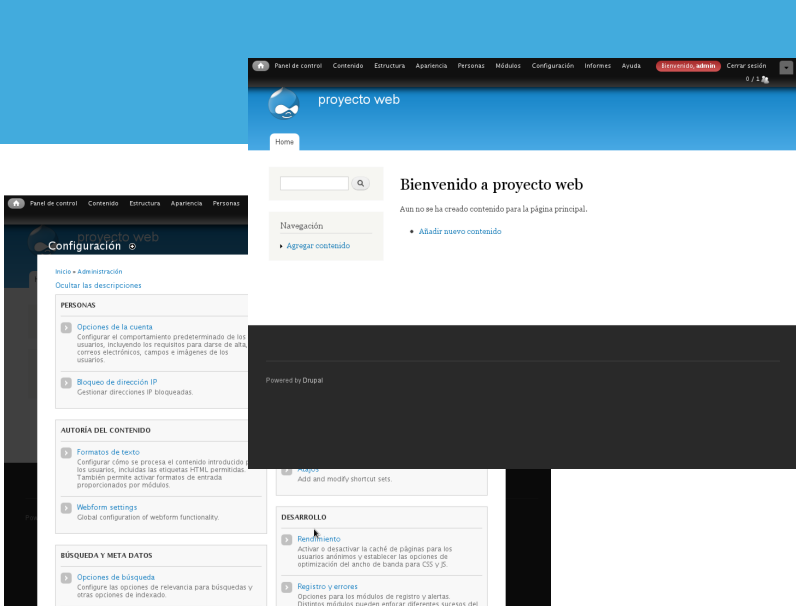 Panel de control Contenido Estructura Apariencia Personas Módulos Configuración Informes Ayuda Bienvenido, admin Cerrar sesión
0 / 1
proyecto web
Home
Bienvenido a proyecto web
Aun no se ha creado contenido para la página principal.
Añadir nuevo contenido
Navegación
Agregar contenido
Powered by Drupal
Panel de control Contenido Estructura Apariencia Personas
proyecto web
Configuración
Inicio » Administración
Ocultar las descripciones
PERSONAS
Opciones de la cuenta
Configurar el comportamiento predeterminado de los
usuarios, incluyendo los requisitos para darse de alta,
correos electrónicos, campos e imágenes de los
usuarios.
Bloqueo de dirección IP
Gestionar direcciones IP bloqueadas.
AUTORÍA DEL CONTENIDO
Formatos de texto
Configurar cómo se procesa el contenido introducido
los usuarios, incluidas las etiquetas HTML permitidas.
También permite activar formatos de entrada
proporcionados por módulos.
Webform settings
Global configuration of webform functionality.
BÚSQUEDA Y META DATOS
Opciones de búsqueda
Configure las opciones de relevancia para búsquedas y
otras opciones de indexado.
Atajos
Add and modify shortcut sets.
DESARROLLO
Rendimiento
Activar o desactivar la caché de páginas para los
usuarios anónimos y establecer las opciones de
optimización del ancho de banda para CSS y JS.
Registro y errores
Opciones para los módulos de registro y alertas.
Distintos módulos pueden enfocar diferentes sucesos del